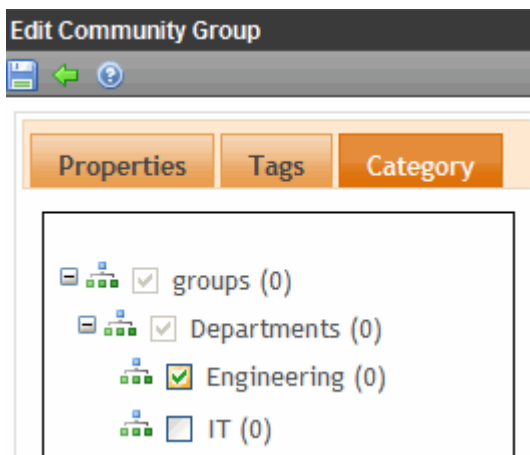 Edit Community Group
Properties Tags Category
groups (0)
Departments (0)
Engineering (0)
IT (0)